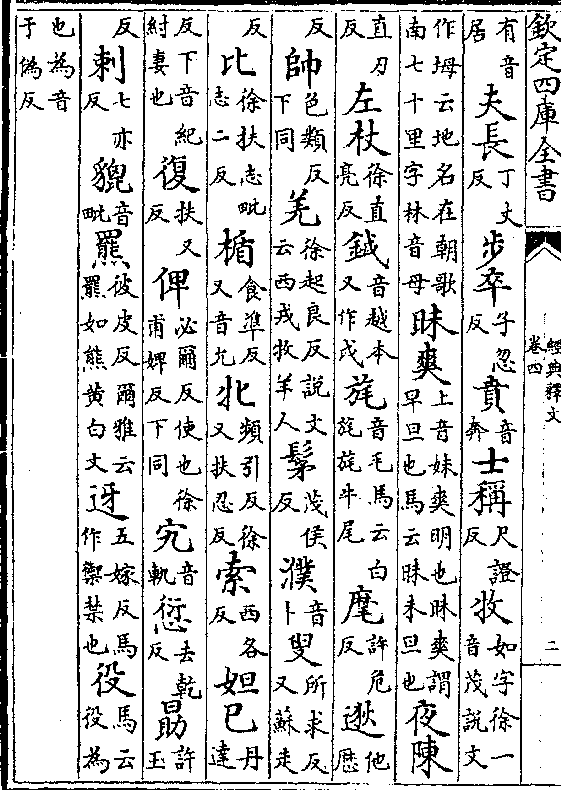 欽定四庫全書
經典釋文
卷四
二
有音居夫長丁丈反步卒子忽反賁音奔士稱尺證反牧如字徐一音茂說文
作坶云地名在朝歌南七十里字林音母昧爽上音妹爽明也昧爽謂早旦也馬云昧未旦也夜陳
直刃反左杖徐直亮反鉞音越本又作戉旄音毛馬云白旄旄牛尾麾許危反逖他厯
反帥色類反下同羌徐起良反說文云西戎牧羊人髳茂侯反濮音卜叟所求反又蘇走
反比徐扶志毗志二反楯食準反又音允牝頻引反徐又扶忍反索西各反妲己丹達
反下音紀紂妻也復扶又反俾必爾反使也徐甫婢反下同宄音軌愆去乾反勗許玉
反刺七亦反貔音毗羆彼皮反爾雅云羆如熊黄白文迓五嫁反馬作禦禁也役馬云役為
也為音于偽反